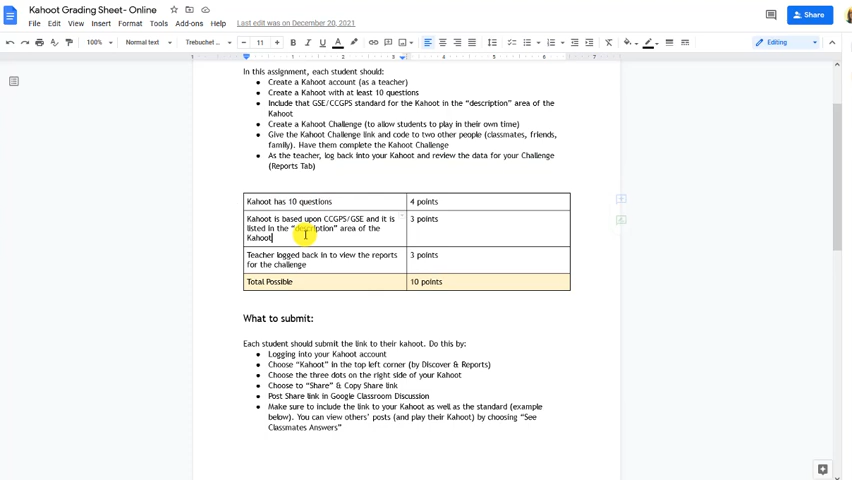 Kahoot Grading Sheet- Online
File Edit View Insert Format Tools Add-ons Help Last edit was on December 20, 2021
Share
100% Normal text Trebuchet ... 11 B I U A Editing
1 1 2 3 4 5 6 7
In this assignment, each student should:
● Create a Kahoot account (as a teacher)
● Create a Kahoot with at least 10 questions
● Include that GSE/CCGPS standard for the Kahoot in the “description” area of the
Kahoot
● Create a Kahoot Challenge (to allow students to play in their own time)
● Give the Kahoot Challenge link and code to two other people (classmates, friends,
family). Have them complete the Kahoot Challenge
● As the teacher, log back into your Kahoot and review the data for your Challenge
(Reports Tab)
Kahoot has 10 questions 4 points
Kahoot is based upon CCGPS/GSE and it is 3 points
listed in the “description” area of the
Kahoot
Teacher logged back in to view the reports 3 points
for the challenge
Total Possible 10 points
What to submit:
Each student should submit the link to their kahoot. Do this by:
● Logging into your Kahoot account
● Choose “Kahoot” in the top left corner (by Discover & Reports)
● Choose the three dots on the right side of your Kahoot
● Choose to “Share” & Copy Share link
● Post Share link in Google Classroom Discussion
● Make sure to include the link to your Kahoot as well as the standard (example
below). You can view others’ posts (and play their Kahoot) by choosing “See
Classmates Answers”